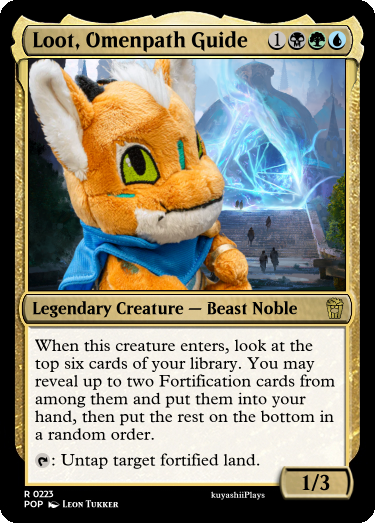 Loot, Omenpath Guide 1
Legendary Creature — Beast Noble
When this creature enters, look at the
top six cards of your library. You may
reveal up to two Fortification cards from
among them and put them into your
hand, then put the rest on the bottom in
a random order.
: Untap target fortified land.
1/3
R 0223
POP Leon Tukker
kuyashiiPlays